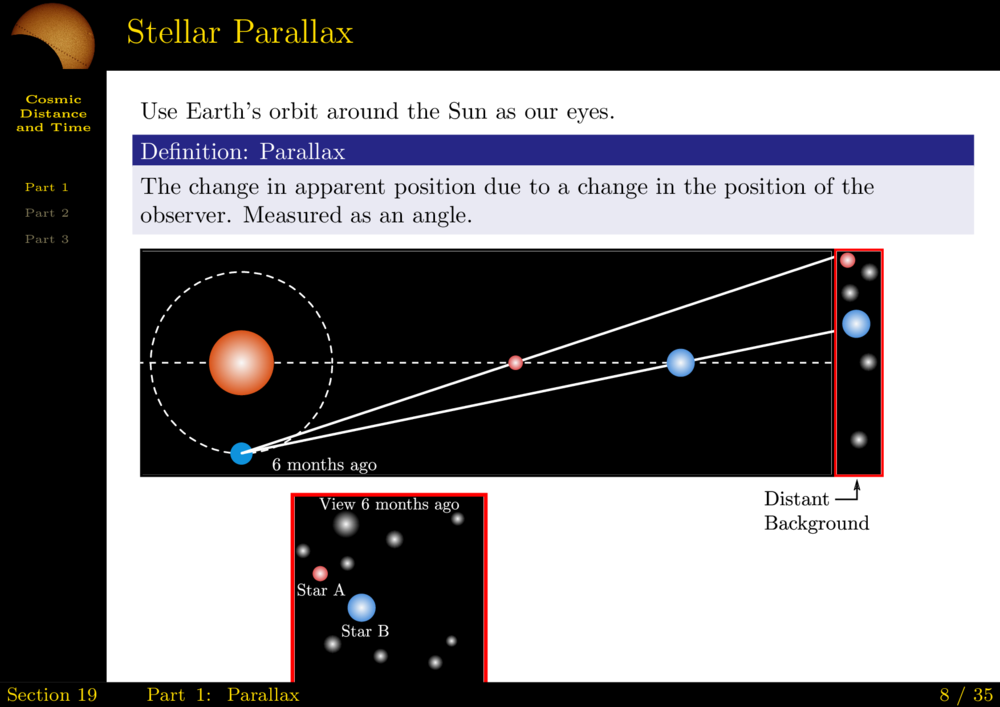 Stellar Parallax
Cosmic
Distance
and Time
Part 1
Part 2
Part 3
Use Earth's orbit around the Sun as our eyes.
Definition: Parallax
The change in apparent position due to a change in the position of the
observer. Measured as an angle.
6 months ago
Distant
Background
View 6 months ago
Star A
Star B
Section 19
Part 1: Parallax
8 / 35